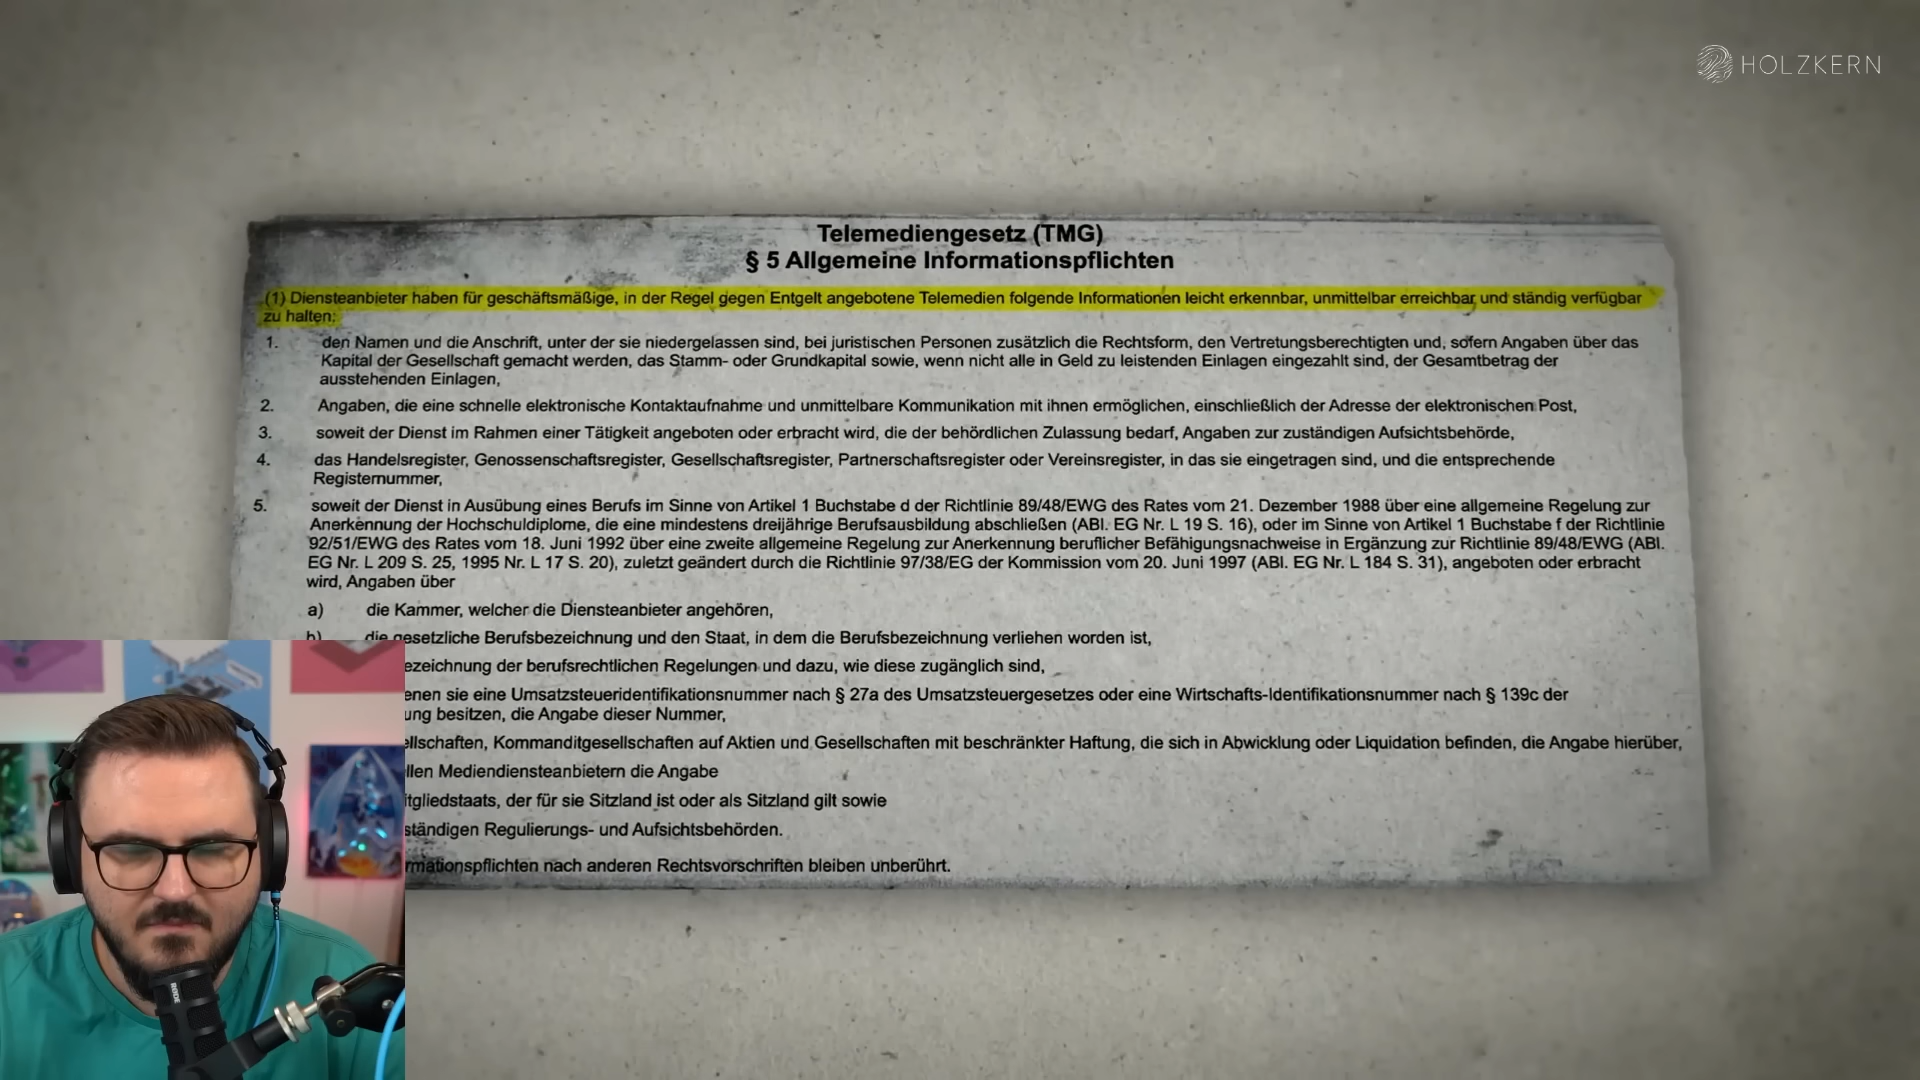 HOLZKERN
Telemediengesetz (TMG)
§ 5 Allgemeine Informationspflichten
(1) Diensteanbieter haben für geschäftsmäßige, in der Regel gegen Entgelt angebotene Telemedien folgende Informationen leicht erkennbar, unmittelbar erreichbar und ständig verfügbar
zu halten:
1. den Namen und die Anschrift, unter der sie niedergelassen sind, bei juristischen Personen zusätzlich die Rechtsform, den Vertretungsberechtigten und, sofern Angaben über das
Kapital der Gesellschaft gemacht werden, das Stamm- oder Grundkapital sowie, wenn nicht alle in Geld zu leistenden Einlagen eingezahlt sind, der Gesamtbetrag der
ausstehenden Einlagen,
2. Angaben, die eine schnelle elektronische Kontaktaufnahme und unmittelbare Kommunikation mit ihnen ermöglichen, einschließlich der Adresse der elektronischen Post,
3. soweit der Dienst im Rahmen einer Tätigkeit angeboten oder erbracht wird, die der behördlichen Zulassung bedarf, Angaben zur zuständigen Aufsichtsbehörde,
4. das Handelsregister, Genossenschaftsregister, Gesellschaftsregister, Partnerschaftsregister oder Vereinsregister, in das sie eingetragen sind, und die entsprechende
Registernummer,
5. soweit der Dienst in Ausübung eines Berufs im Sinne von Artikel 1 Buchstabe d der Richtlinie 89/48/EWG des Rates vom 21. Dezember 1988 über eine allgemeine Regelung zur
Anerkennung der Hochschuldiplome, die eine mindestens dreijährige Berufsausbildung abschließen (ABl. EG Nr. L 19 S. 16), oder im Sinne von Artikel 1 Buchstabe f der Richtlinie
92/51/EWG des Rates vom 18. Juni 1992 über eine zweite allgemeine Regelung zur Anerkennung beruflicher Befähigungsnachweise in Ergänzung zur Richtlinie 89/48/EWG (ABl.
EG Nr. L 209 S. 25, 1995 Nr. L 17 S. 20), zuletzt geändert durch die Richtlinie 97/38/EG der Kommission vom 20. Juni 1997 (ABl. EG Nr. L 184 S. 31), angeboten oder erbracht
wird, Angaben über
a) die Kammer, welcher die Diensteanbieter angehören,
b) die gesetzliche Berufsbezeichnung und den Staat, in dem die Berufsbezeichnung verliehen worden ist,
ezeichnung der berufsrechtlichen Regelungen und dazu, wie diese zugänglich sind,
enen sie eine Umsatzsteueridentifikationsnummer nach § 27a des Umsatzsteuergesetzes oder eine Wirtschafts-Identifikationsnummer nach § 139c der
ung besitzen, die Angabe dieser Nummer,
ellschaften, Kommanditgesellschaften auf Aktien und Gesellschaften mit beschränkter Haftung, die sich in Abwicklung oder Liquidation befinden, die Angabe hierüber,
llen Mediendiensteanbietern die Angabe
itgliedstaats, der für sie Sitzland ist oder als Sitzland gilt sowie
ständigen Regulierungs- und Aufsichtsbehörden.
rmationspflichten nach anderen Rechtsvorschriften bleiben unberührt.
RØDE